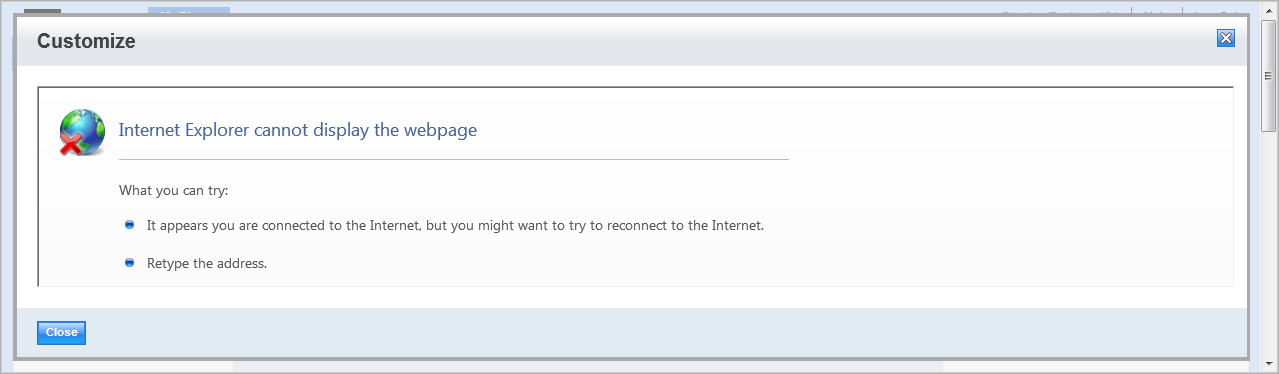 Customize
Internet Explorer cannot display the webpage
What you can try:
It appears you are connected to the Internet, but you might want to try to reconnect to the Internet.
Retype the address.
Close